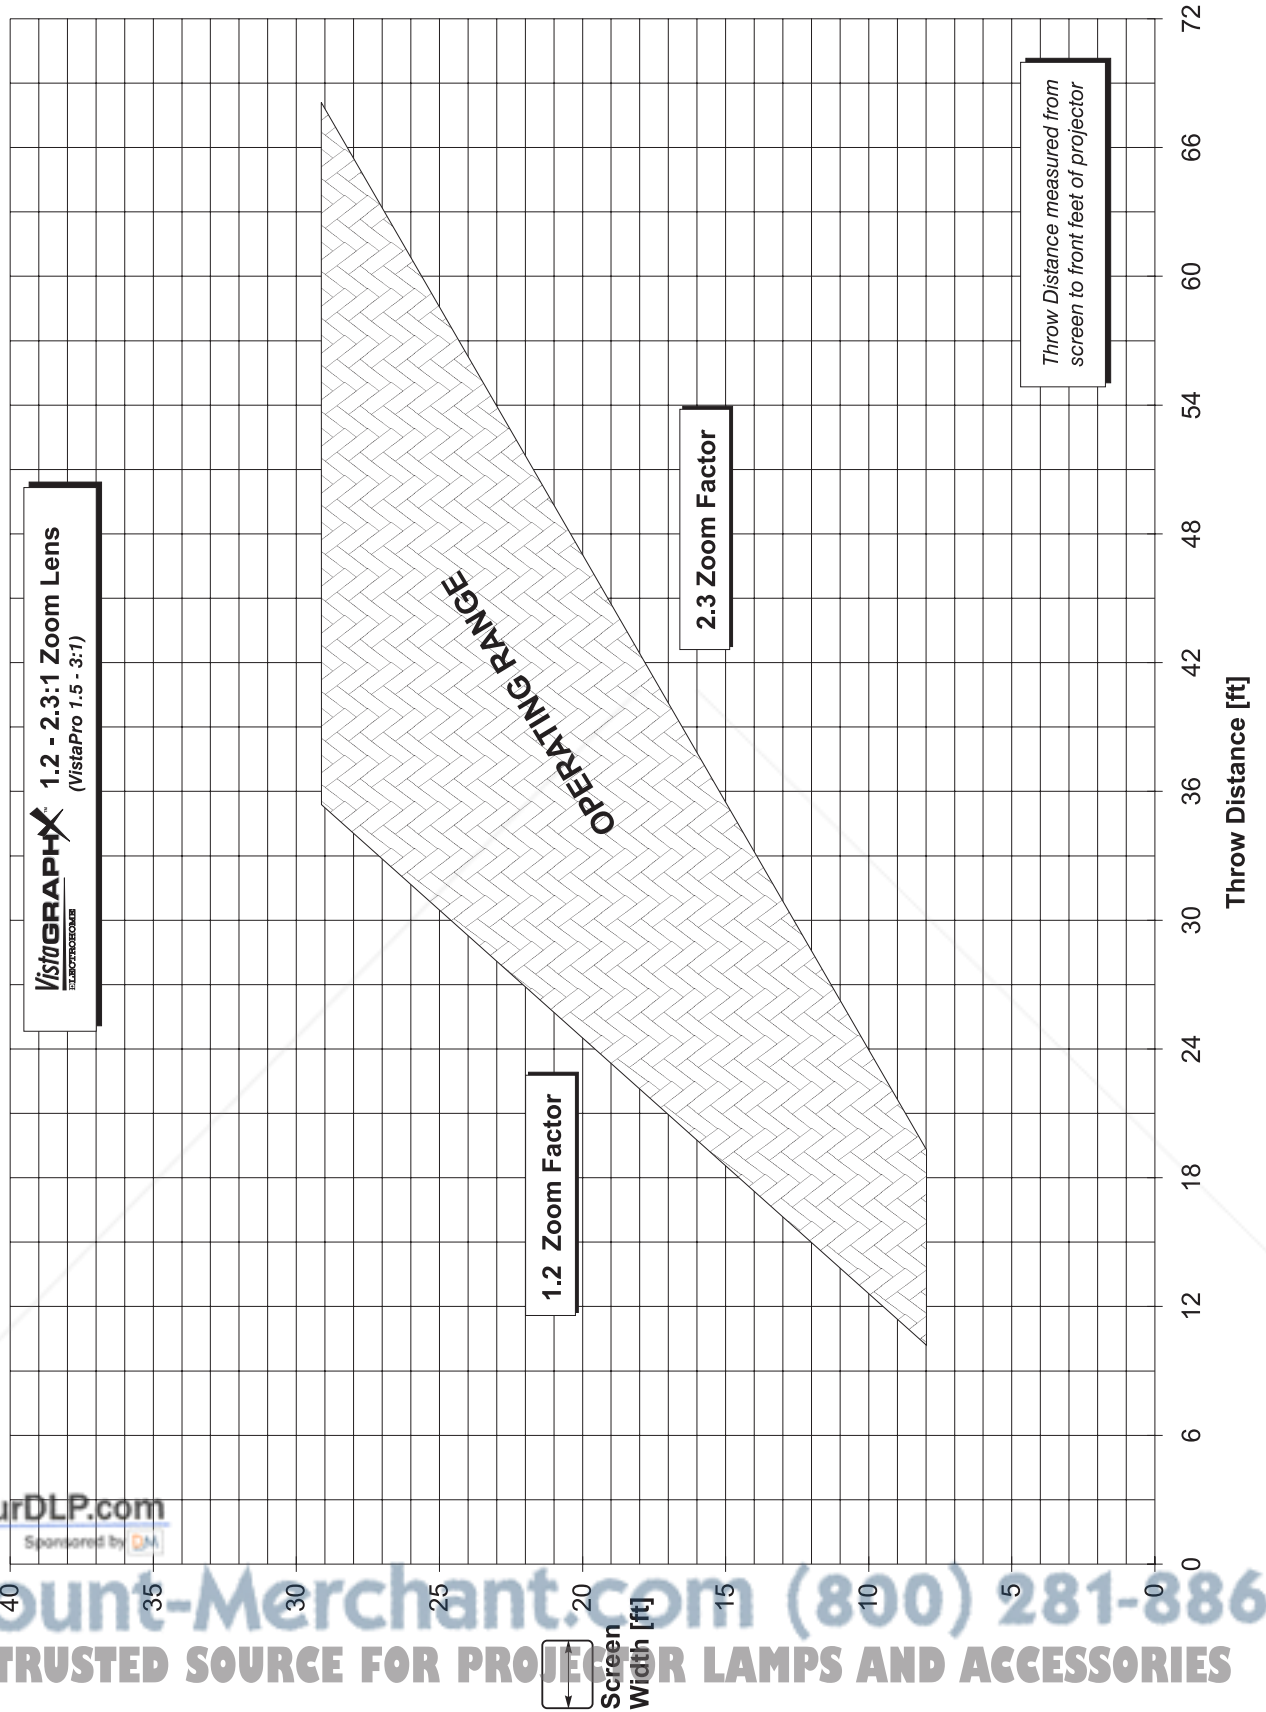 VistaGRAPHX™ 1.2 - 2.3:1 Zoom Lens
ELECTROHOME
(VistaPro 1.5 - 3:1)
40
35
30
25
20
15
10
5
0
Screen
Width [ft]
1.2 Zoom Factor
OPERATING RANGE
2.3 Zoom Factor
Throw Distance measured from
screen to front feet of projector
0
6
12
18
24
30
36
42
48
54
60
66
72
Throw Distance [ft]
urDLP.com
Sponsored by DM
ount-Merchant.com (800) 281-886
TRUSTED SOURCE FOR PROJECTOR LAMPS AND ACCESSORIES